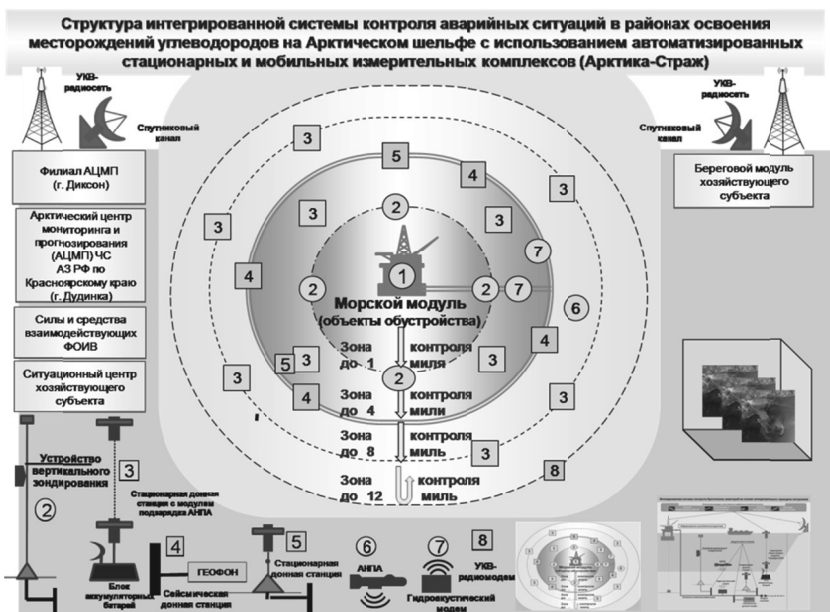 Структура интегрированной системы контроля аварийных ситуаций в районах освоения
месторождений углеводородов на Арктическом шельфе с использованием автоматизированных
стационарных и мобильных измерительных комплексов (Арктика-Страж)
УКВ-
радиосеть
Спутниковый
канал
УКВ-
радиосеть
Спутниковый
канал
Филиал АЦМП
(г. Диксон)
Арктический центр
мониторинга и
прогнозирования
(АЦМП) ЧС
АЗ РФ по
Красноярскому краю
(г. Дудинка)
Силы и средства
взаимодействующих
ФОИВ
Ситуационный центр
хозяйствующего
субъекта
Береговой модуль
хозяйствующего
субъекта
3
5
4
3
3
2
3
3
7
4
1
2
2
7
6
Морской модуль
(объекты обустройства)
4
Зона контроля
до 1 миля
5
3
3
3
2
4
3
Зона контроля
до 4 мили
Зона контроля
до 8 миль
3
8
Зона контроля
до 12 миль
Устройство
вертикального
зондирования
2
3
Стационарная донная
станция с модулем
подзарядка АНПА
Блок
аккумуляторных
батарей
4
ГЕОФОН
Сейсмическая
донная станция
5
Стационарная
донная станция
6
АНПА
7
Гидроакустический
модем
8
УКВ-
радиомодем